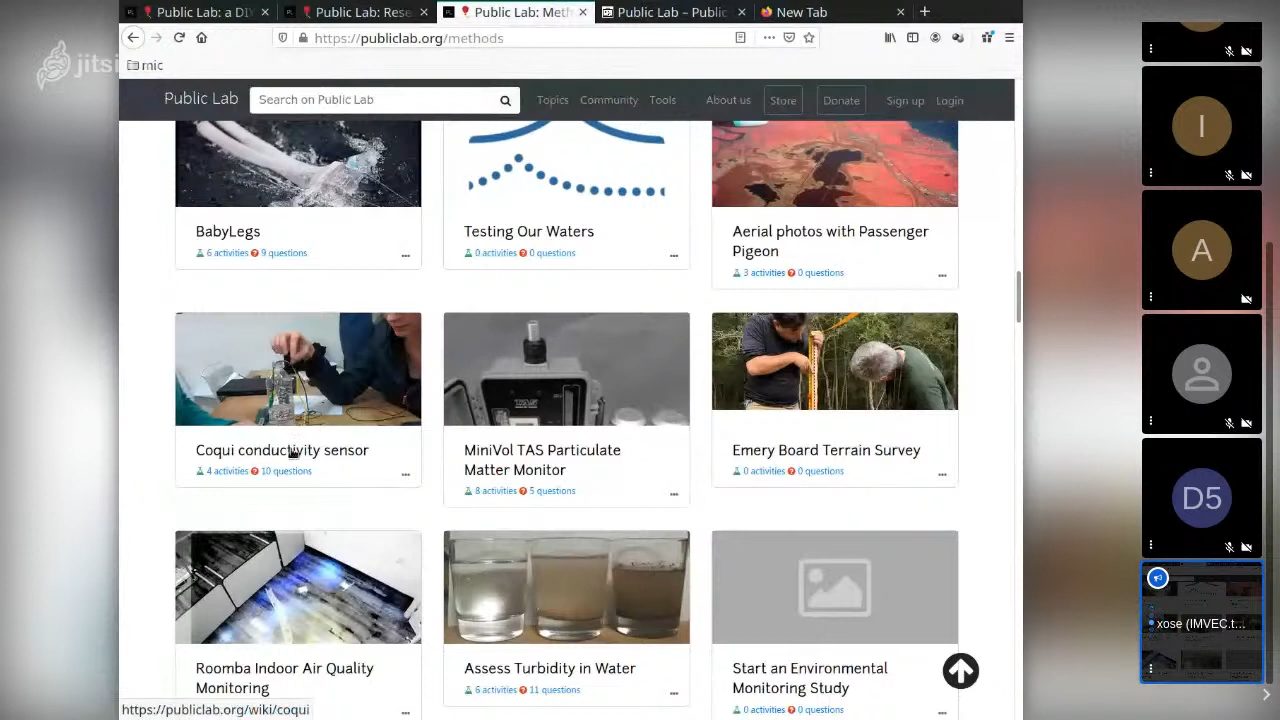 Public Lab: a DI
Public Lab: Rese
Public Lab: Meth
Public Lab – Public
New Tab
https://publiclab.org/methods
mic
jitsi
Public Lab
Search on Public Lab
Topics
Community
Tools
About us
Store
Donate
Sign up
Login
BabyLegs
6 activities 9 questions
Testing Our Waters
0 activities 0 questions
Aerial photos with Passenger
Pigeon
3 activities 0 questions
Coqui conductivity sensor
4 activities 10 questions
MiniVol TAS Particulate
Matter Monitor
8 activities 5 questions
Emery Board Terrain Survey
0 activities 0 questions
Roomba Indoor Air Quality
Monitoring
Assess Turbidity in Water
6 activities 11 questions
Start an Environmental
Monitoring Study
0 activities 0 questions
https://publiclab.org/wiki/coqui
I
A
D5
xose (IMVEC.t...